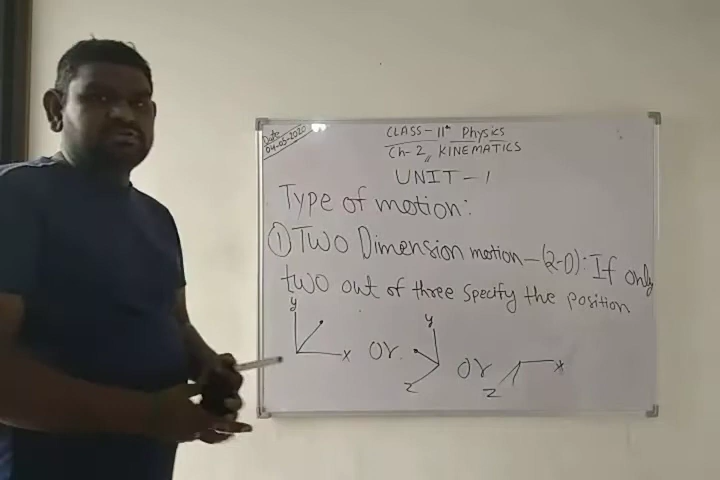 Date
04-05-2020
CLASS-11th Physics
Ch-2,, KINEMATICS
UNIT-1
Type of motion:
① Two Dimension motion-(2-D): If only
two out of three specify the position
y
x
or
y
z
or
x
z